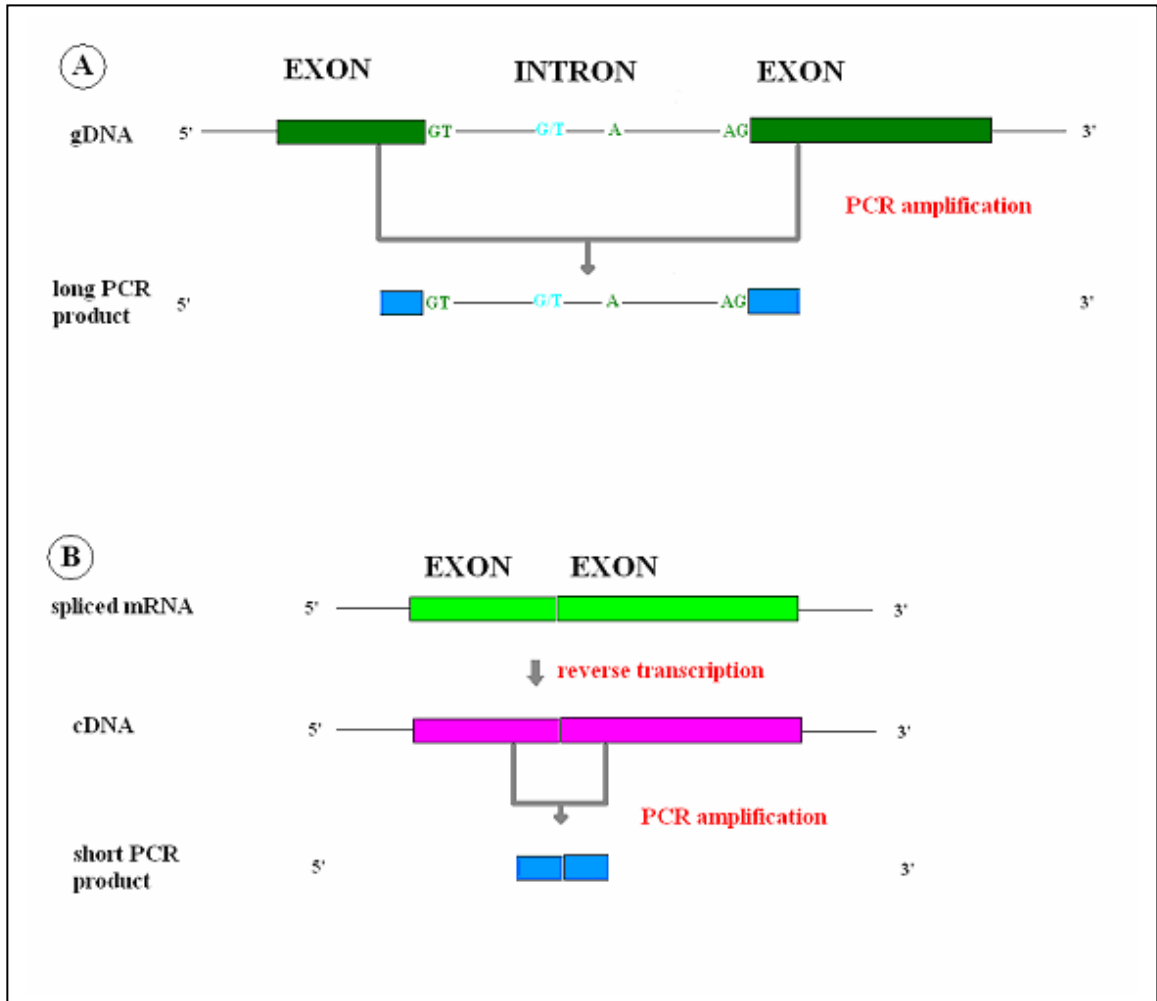 A
EXON INTRON EXON
gDNA 5' GT G/T A AG 3'
PCR amplification
long PCR
product 5' GT G/T A AG 3'
B
EXON EXON
spliced mRNA 5' 3'
reverse transcription
cDNA 5' 3'
PCR amplification
short PCR
product 5' 3'